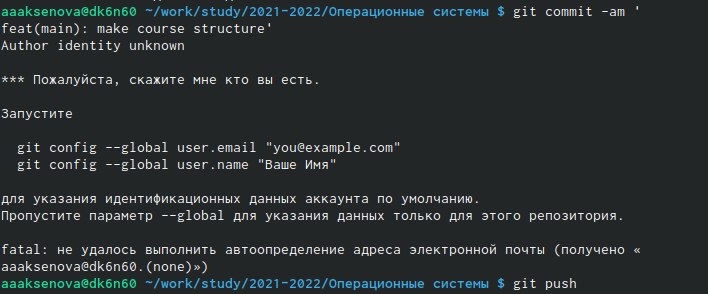 aaaksenova@dk6n60 ~/work/study/2021-2022/Операционные системы $ git commit -am '
feat(main): make course structure'
Author identity unknown
*** Пожалуйста, скажите мне кто вы есть.
Запустите
git config --global user.email "you@example.com"
git config --global user.name "Ваше Имя"
для указания идентификационных данных аккаунта по умолчанию.
Пропустите параметр --global для указания данных только для этого репозитория.
fatal: не удалось выполнить автоопределение адреса электронной почты (получено «
aaaksenova@dk6n60.(none)»)
aaaksenova@dk6n60 ~/work/study/2021-2022/Операционные системы $ git push